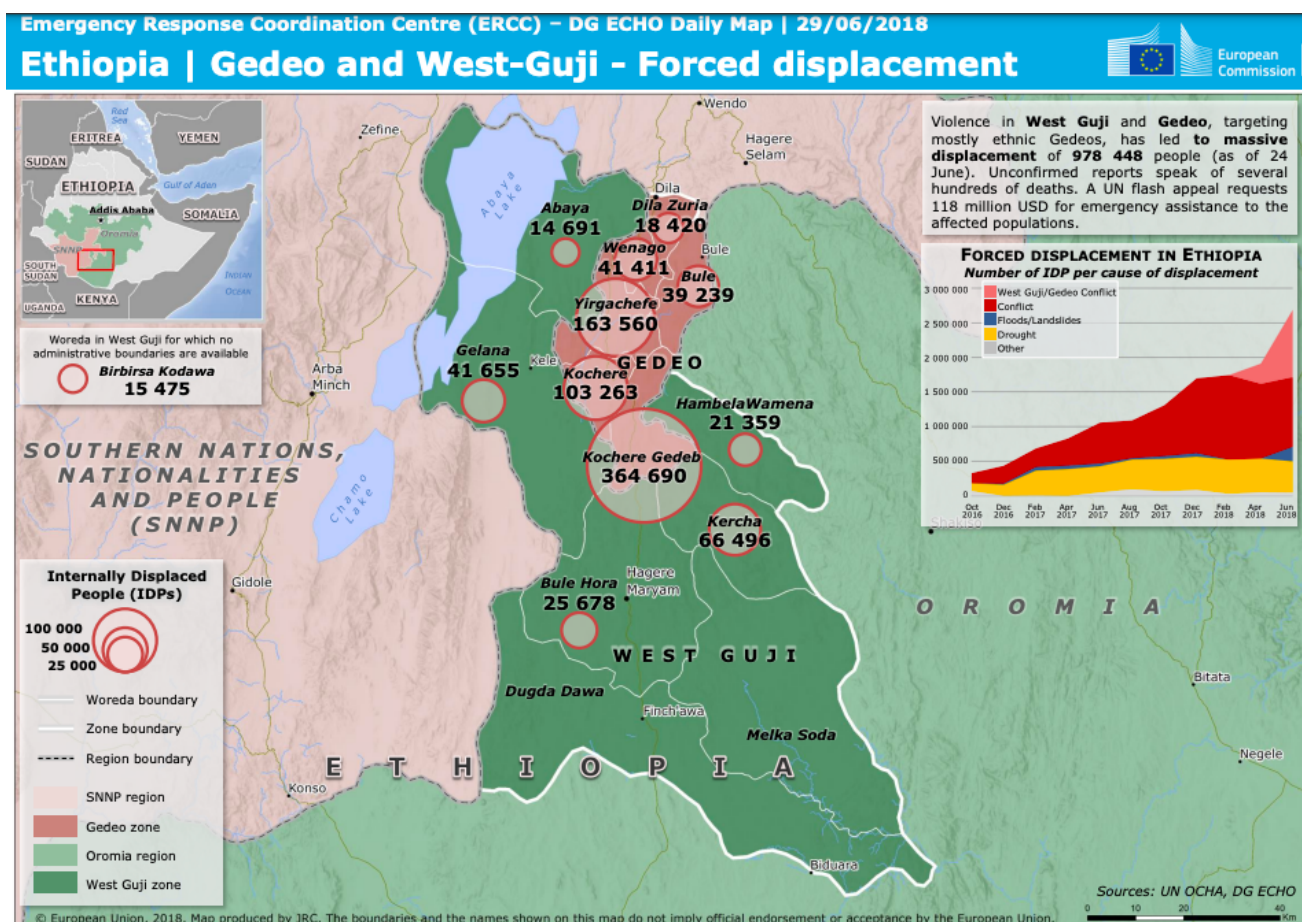 Emergency Response Coordination Centre (ERCC) – DG ECHO Daily Map | 29/06/2018
Ethiopia | Gedeo and West-Guji - Forced displacement
European
Commission
Red
Sea
ERITREA
YEMEN
SUDAN
ETHIOPIA
Gulf of Aden
Addis Ababa
SOMALIA
Oromia
SNNP
SOUTH
SUDAN
INDIAN
OCEAN
KENYA
UGANDA
Woreda in West Guji for which no
administrative boundaries are available
Birbirsa Kodawa
15 475
Violence in West Guji and Gedeo, targeting
mostly ethnic Gedeos, has led to massive
displacement of 978 448 people (as of 24
June). Unconfirmed reports speak of several
hundreds of deaths. A UN flash appeal requests
118 million USD for emergency assistance to the
affected populations.
FORCED DISPLACEMENT IN ETHIOPIA
Number of IDP per cause of displacement
3 000 000
2 500 000
2 000 000
1 500 000
1 000 000
500 000
0
West Guji/Gedeo Conflict
Conflict
Floods/Landslides
Drought
Other
Oct 2016
Dec 2016
Feb 2017
Apr 2017
Jun 2017
Aug 2017
Oct 2017
Dec 2017
Feb 2018
Apr 2018
Jun 2018
Wendo
Zefine
Hagere
Selam
Abaya
Lake
Dila
Abaya
14 691
Dila Zuria
18 420
Wenago
41 411
Bule
Bule
39 239
Yirgachefe
163 560
GEDEO
Gelana
41 655
Kele
Kochere
103 263
Arba
Minch
HambelaWamena
21 359
SOUTHERN NATIONS,
NATIONALITIES
AND PEOPLE
(SNNP)
Chamo
Lake
Kochere Gedeb
364 690
Kercha
66 496
Shakiso
Gidole
Bule Hora
25 678
Hagere
Maryam
OROMIA
WEST GUJI
Dugda Dawa
Finch'awa
Bitata
Melka Soda
Negele
ETHIOPIA
Konso
Biduara
Internally Displaced
People (IDPs)
100 000
50 000
25 000
Woreda boundary
Zone boundary
Region boundary
SNNP region
Gedeo zone
Oromia region
West Guji zone
Sources: UN OCHA, DG ECHO
0 10 20 40
Km
© European Union, 2018. Map produced by JRC. The boundaries and the names shown on this map do not imply official endorsement or acceptance by the European Union.